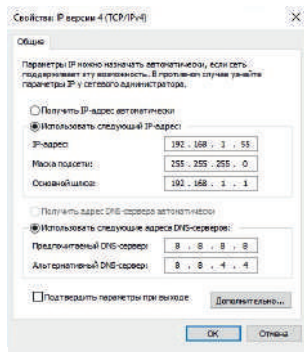 Свойства: IP версии 4 (TCP/IPv4)
Общие
Параметры IP можно назначать автоматически, если сеть
поддерживает эту возможность. В противном случае узнайте
параметры IP у сетевого администратора.
Получить IP-адрес автоматически
Использовать следующий IP-адрес:
IP-адрес: 192 . 168 . 1 . 55
Маска подсети: 255 . 255 . 255 . 0
Основной шлюз: 192 . 168 . 1 . 1
Получить адрес DNS-сервера автоматически
Использовать следующие адреса DNS-серверов:
Предпочитаемый DNS-сервер: 8 . 8 . 8 . 8
Альтернативный DNS-сервер: 8 . 8 . 4 . 4
Подтвердить параметры при выходе
Дополнительно...
OK Отмена